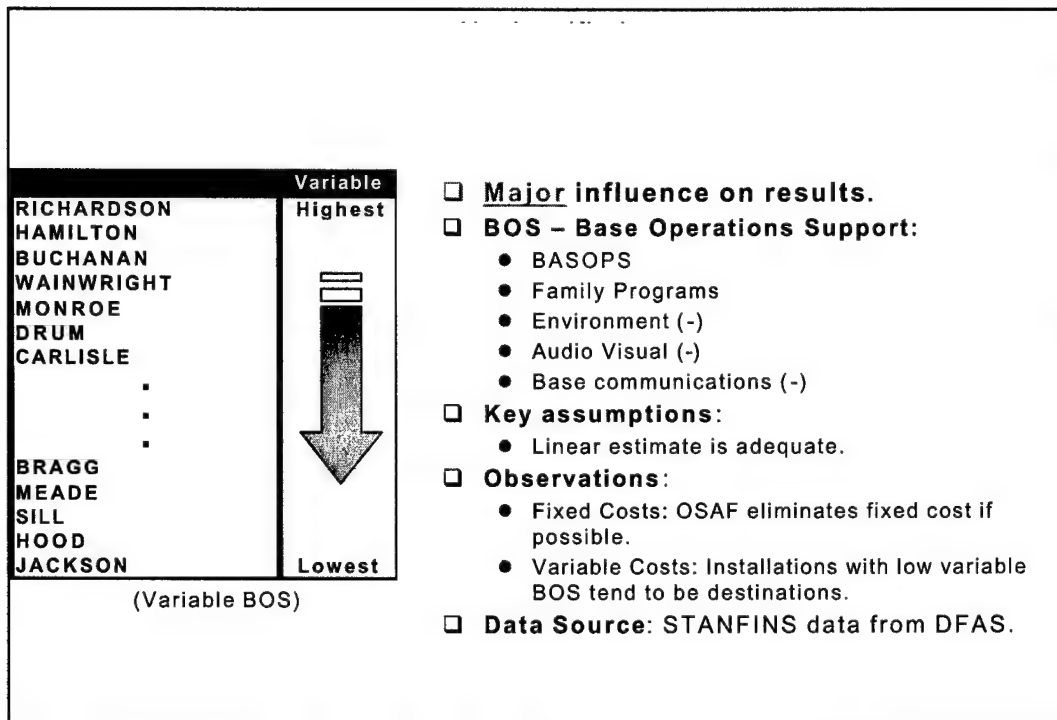 Variable
RICHARDSON Highest
HAMILTON
BUCHANAN
WAINWRIGHT
MONROE
DRUM
CARLISLE
BRAGG
MEADE
SILL
HOOD
JACKSON Lowest
(Variable BOS)
❑ Major influence on results.
❑ BOS – Base Operations Support:
● BASOPS
● Family Programs
● Environment (-)
● Audio Visual (-)
● Base communications (-)
❑ Key assumptions:
● Linear estimate is adequate.
❑ Observations:
● Fixed Costs: OSAF eliminates fixed cost if
possible.
● Variable Costs: Installations with low variable
BOS tend to be destinations.
❑ Data Source: STANFINS data from DFAS.